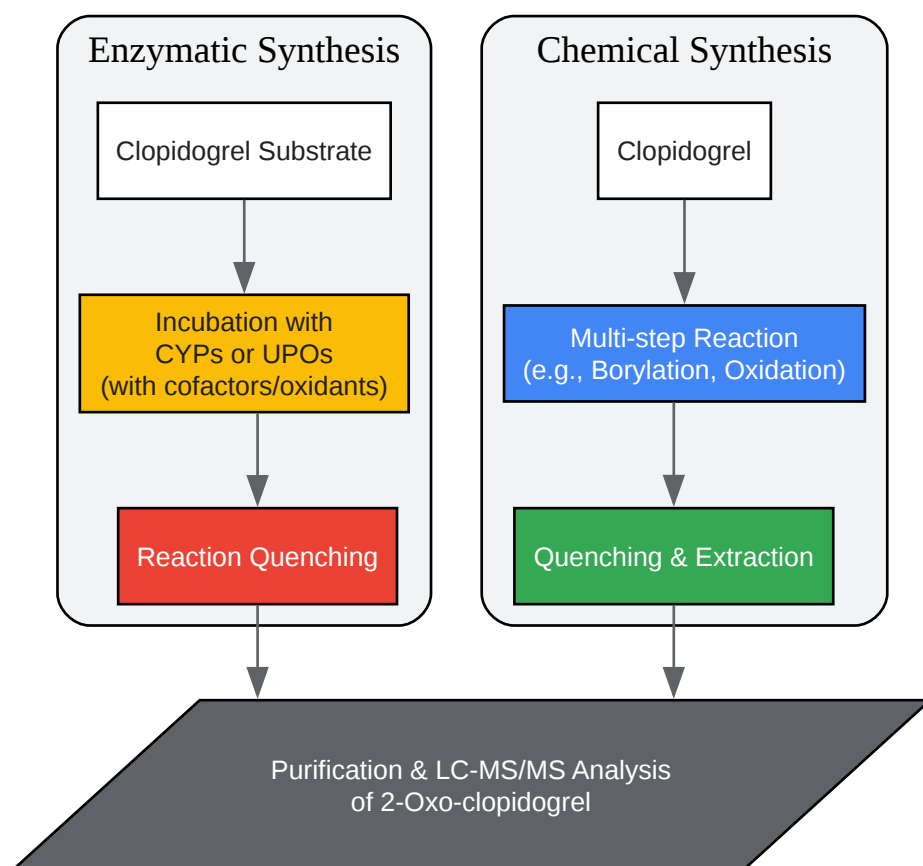 Enzymatic Synthesis
Clopidogrel Substrate
Incubation with
CYPs or UPOs
(with cofactors/oxidants)
Reaction Quenching
Chemical Synthesis
Clopidogrel
Multi-step Reaction
(e.g., Borylation, Oxidation)
Quenching & Extraction
Purification & LC-MS/MS Analysis
of 2-Oxo-clopidogrel